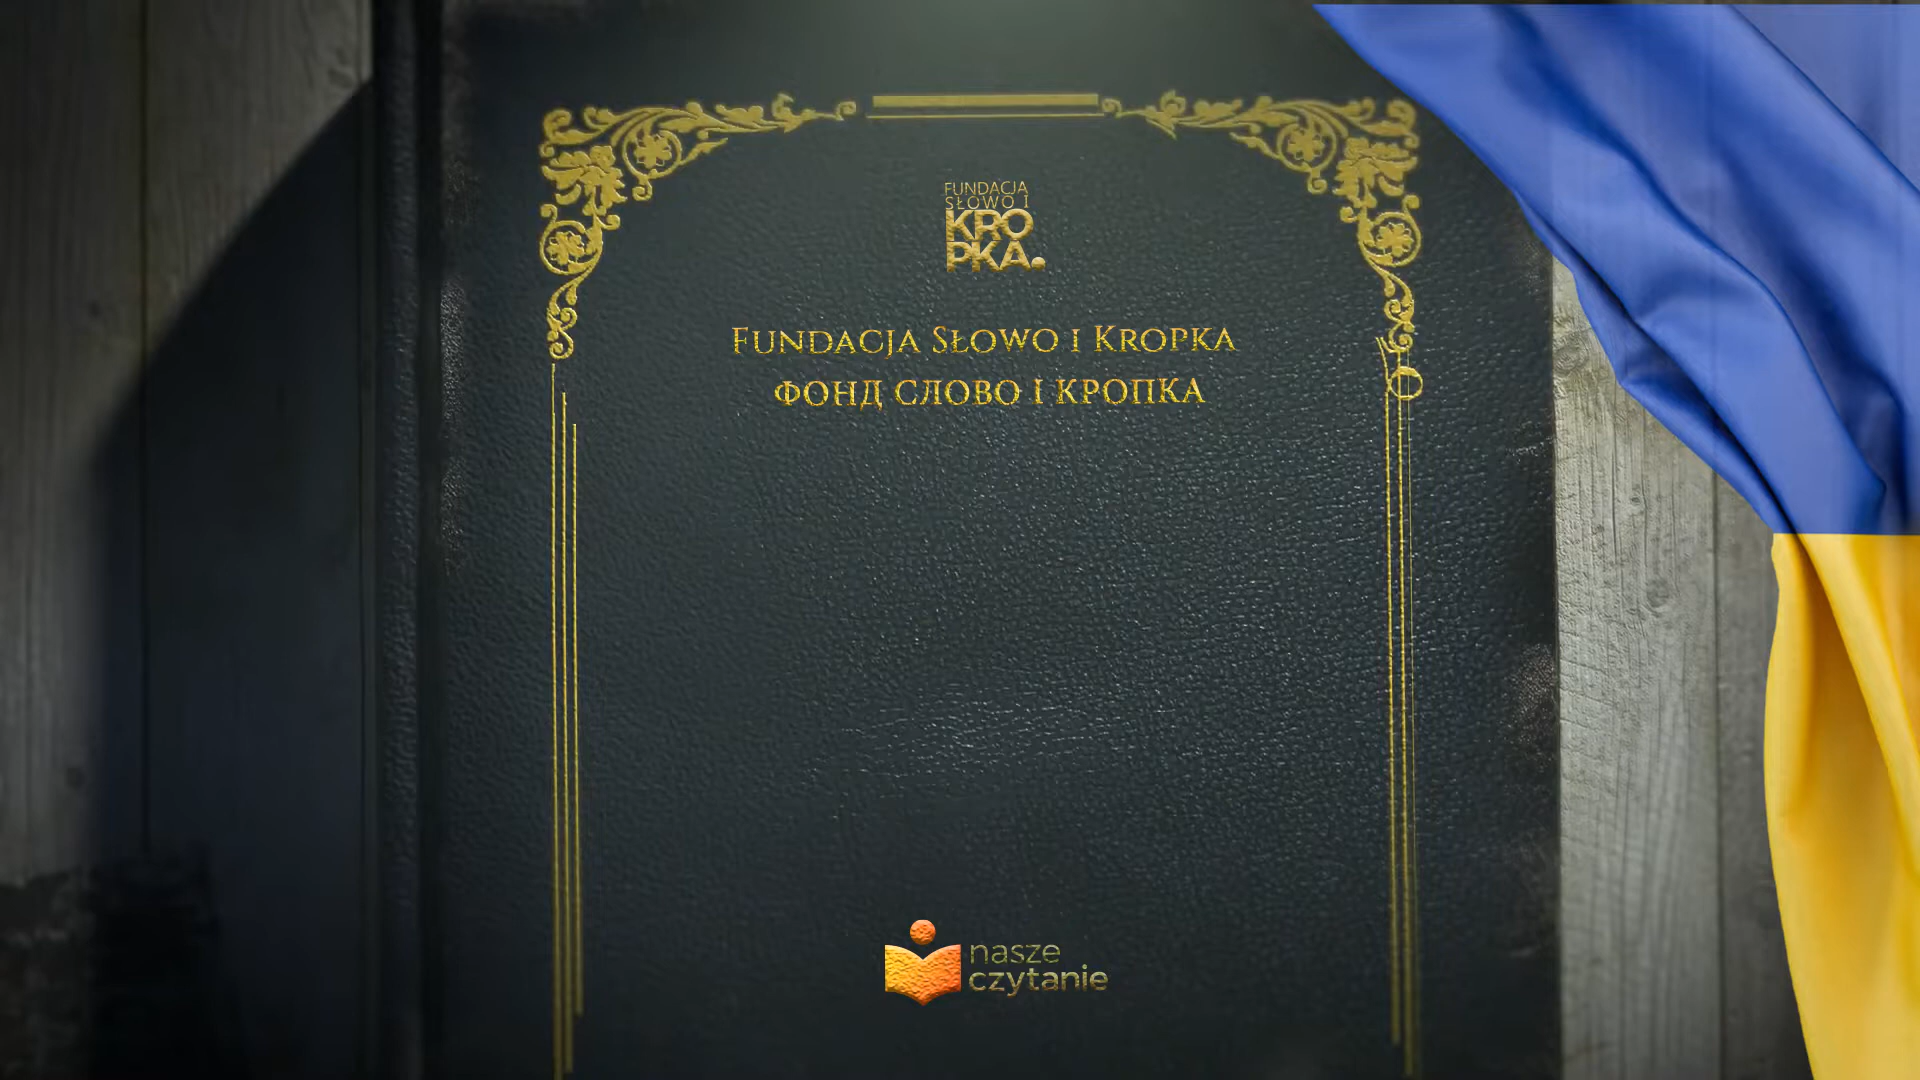 FUNDACJA
SŁOWO I
KRO
PKA.
Fundacja Słowo i Kropka
ФОНД СЛОВО І КРОПКА
nasze
czytanie